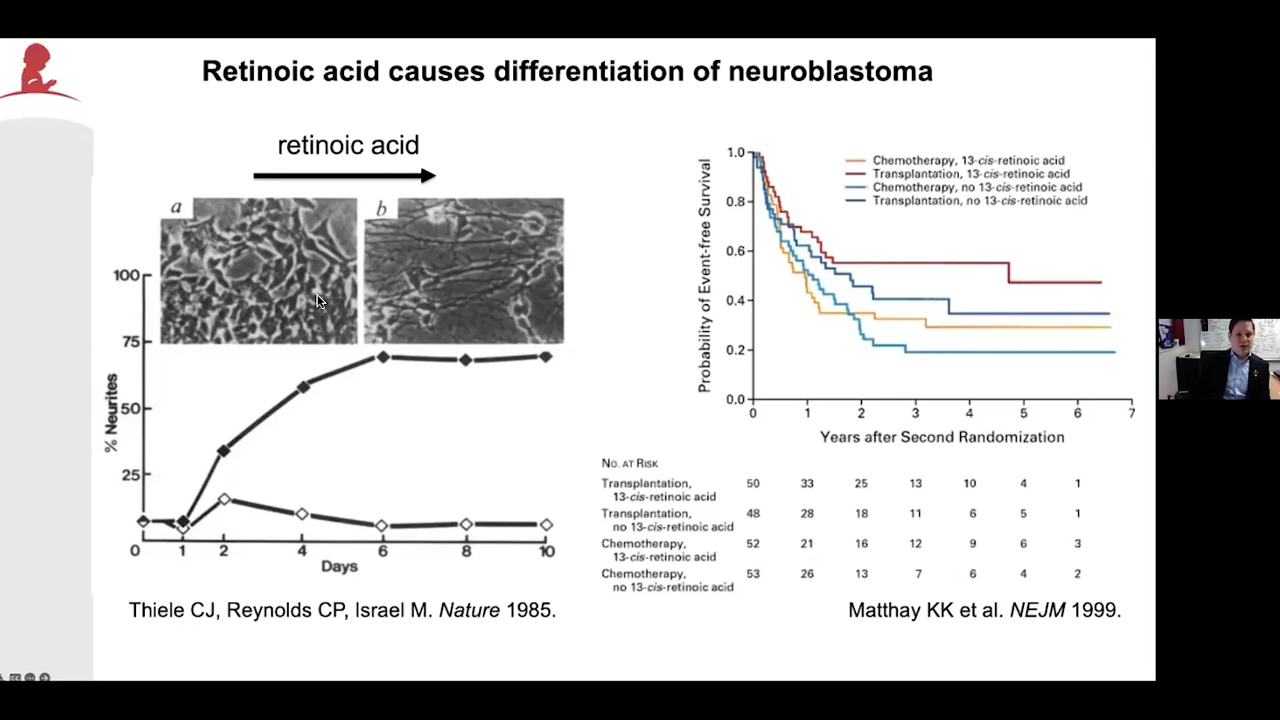 Retinoic acid causes differentiation of neuroblastoma
retinoic acid
a
b
100
75
50
25
% Neurites
0
1
2
4
6
8
10
Days
Thiele CJ, Reynolds CP, Israel M. Nature 1985.
Probability of Event-free Survival
1.0
0.8
0.6
0.4
0.2
0.0
Chemotherapy, 13-cis-retinoic acid
Transplantation, 13-cis-retinoic acid
Chemotherapy, no 13-cis-retinoic acid
Transplantation, no 13-cis-retinoic acid
0 1 2 3 4 5 6 7
Years after Second Randomization
No. at Risk
Transplantation, 50 33 25 13 10 4 1
13-cis-retinoic acid
Transplantation, 48 28 18 11 6 5 1
no 13-cis-retinoic acid
Chemotherapy, 52 21 16 12 9 6 3
13-cis-retinoic acid
Chemotherapy, 53 26 13 7 6 4 2
no 13-cis-retinoic acid
Matthay KK et al. NEJM 1999.